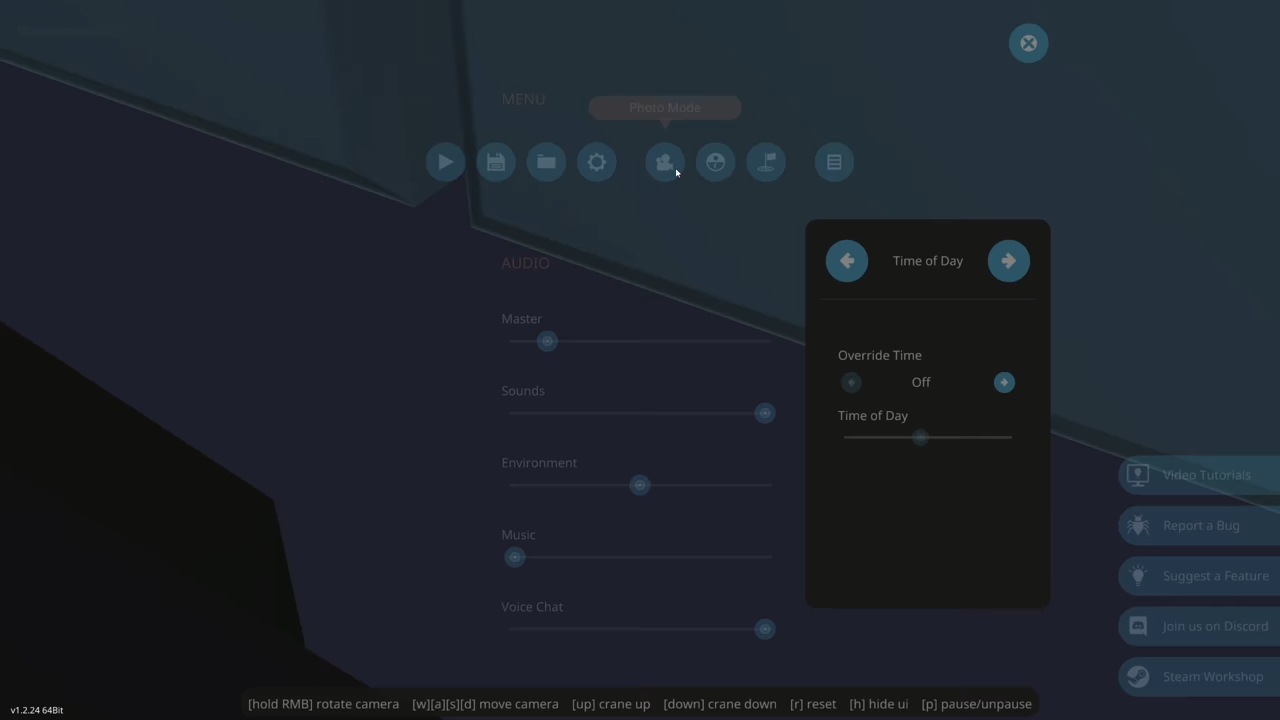 MENU
Photo Mode
Time of Day
AUDIO
Master
Override Time
Off
Sounds
Time of Day
Environment
Video Tutorials
Report a Bug
Music
Suggest a Feature
Voice Chat
Join us on Discord
Steam Workshop
[hold RMB] rotate camera [w][a][s][d] move camera [up] crane up [down] crane down [r] reset [h] hide ui [p] pause/unpause
v1.2.24 64Bit